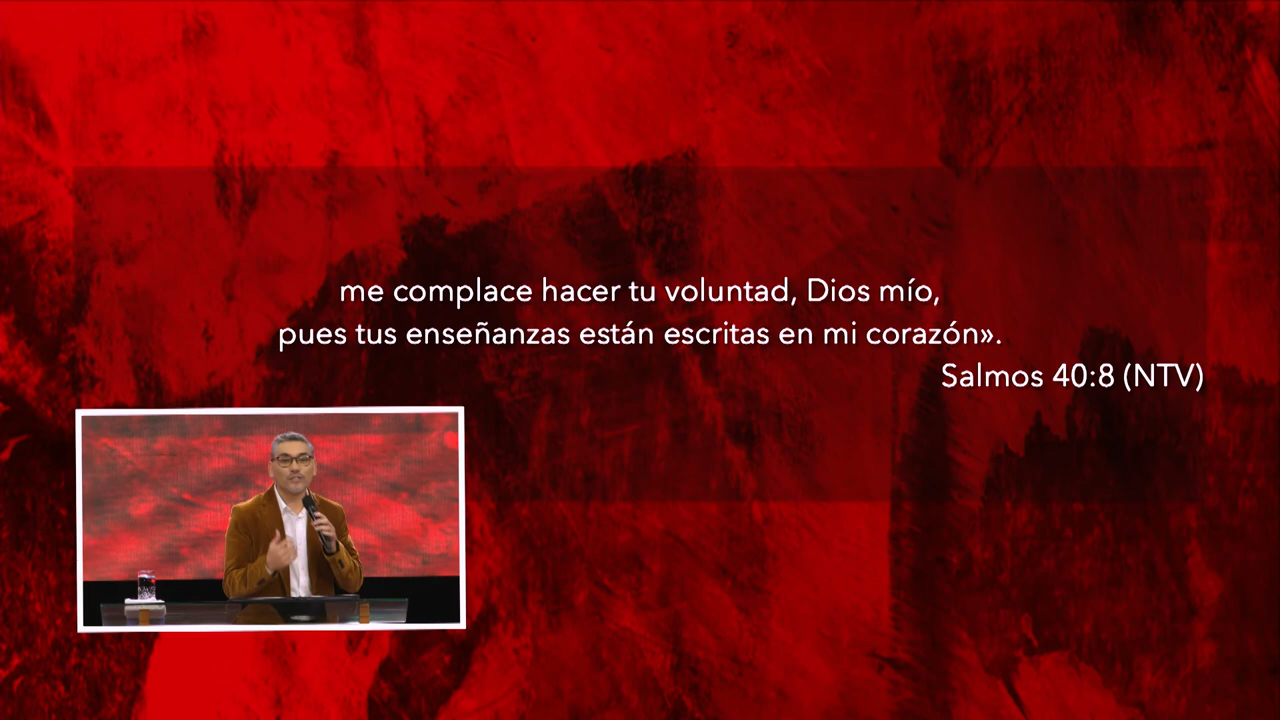 me complace hacer tu voluntad, Dios mío,
pues tus enseñanzas están escritas en mi corazón».
Salmos 40:8 (NTV)